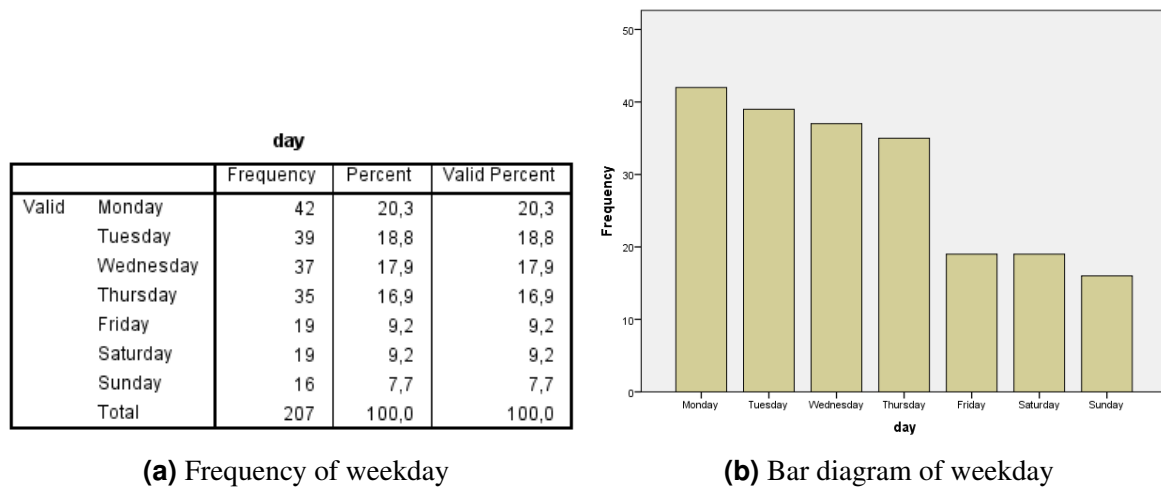 day
Frequency Percent Valid Percent
Valid Monday 42 20,3 20,3
Tuesday 39 18,8 18,8
Wednesday 37 17,9 17,9
Thursday 35 16,9 16,9
Friday 19 9,2 9,2
Saturday 19 9,2 9,2
Sunday 16 7,7 7,7
Total 207 100,0 100,0
(a) Frequency of weekday
50
40
30
20
10
0
Frequency
Monday Tuesday Wednesday Thursday Friday Saturday Sunday
day
(b) Bar diagram of weekday